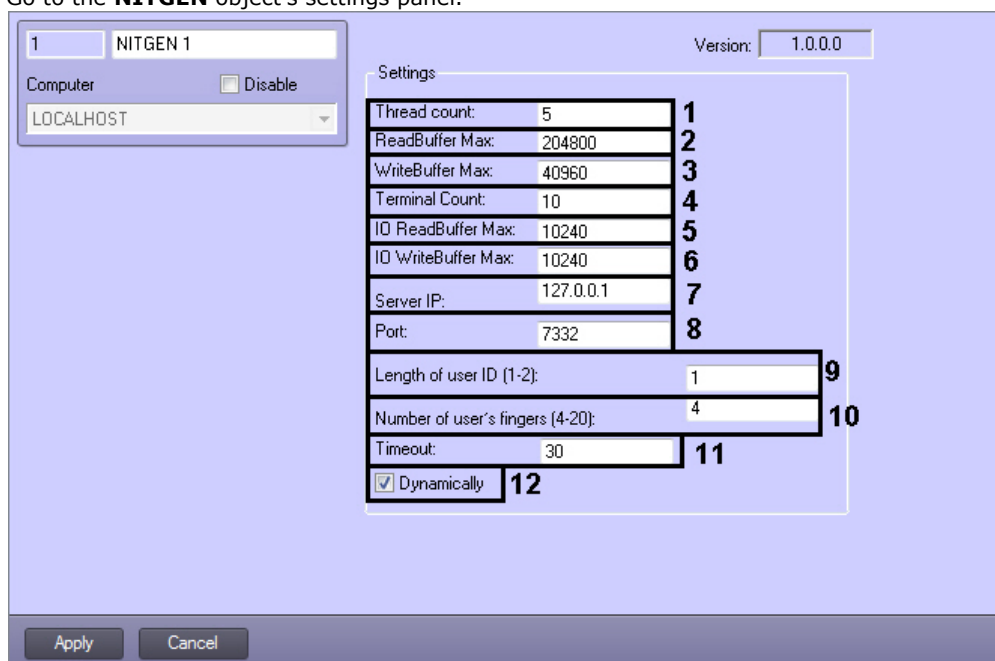 Go to the NITGEN object's settings panel.
1 NITGEN 1
Version: 1.0.0.0
Computer Disable
LOCALHOST
Settings
Thread count: 5 1
ReadBuffer Max: 204800 2
WriteBuffer Max: 40960 3
Terminal Count: 10 4
IO ReadBuffer Max: 10240 5
IO WriteBuffer Max: 10240 6
Server IP: 127.0.0.1 7
Port: 7332 8
Length of user ID (1-2): 1 9
Number of user's fingers (4-20): 4 10
Timeout: 30 11
Dynamically 12
Apply Cancel